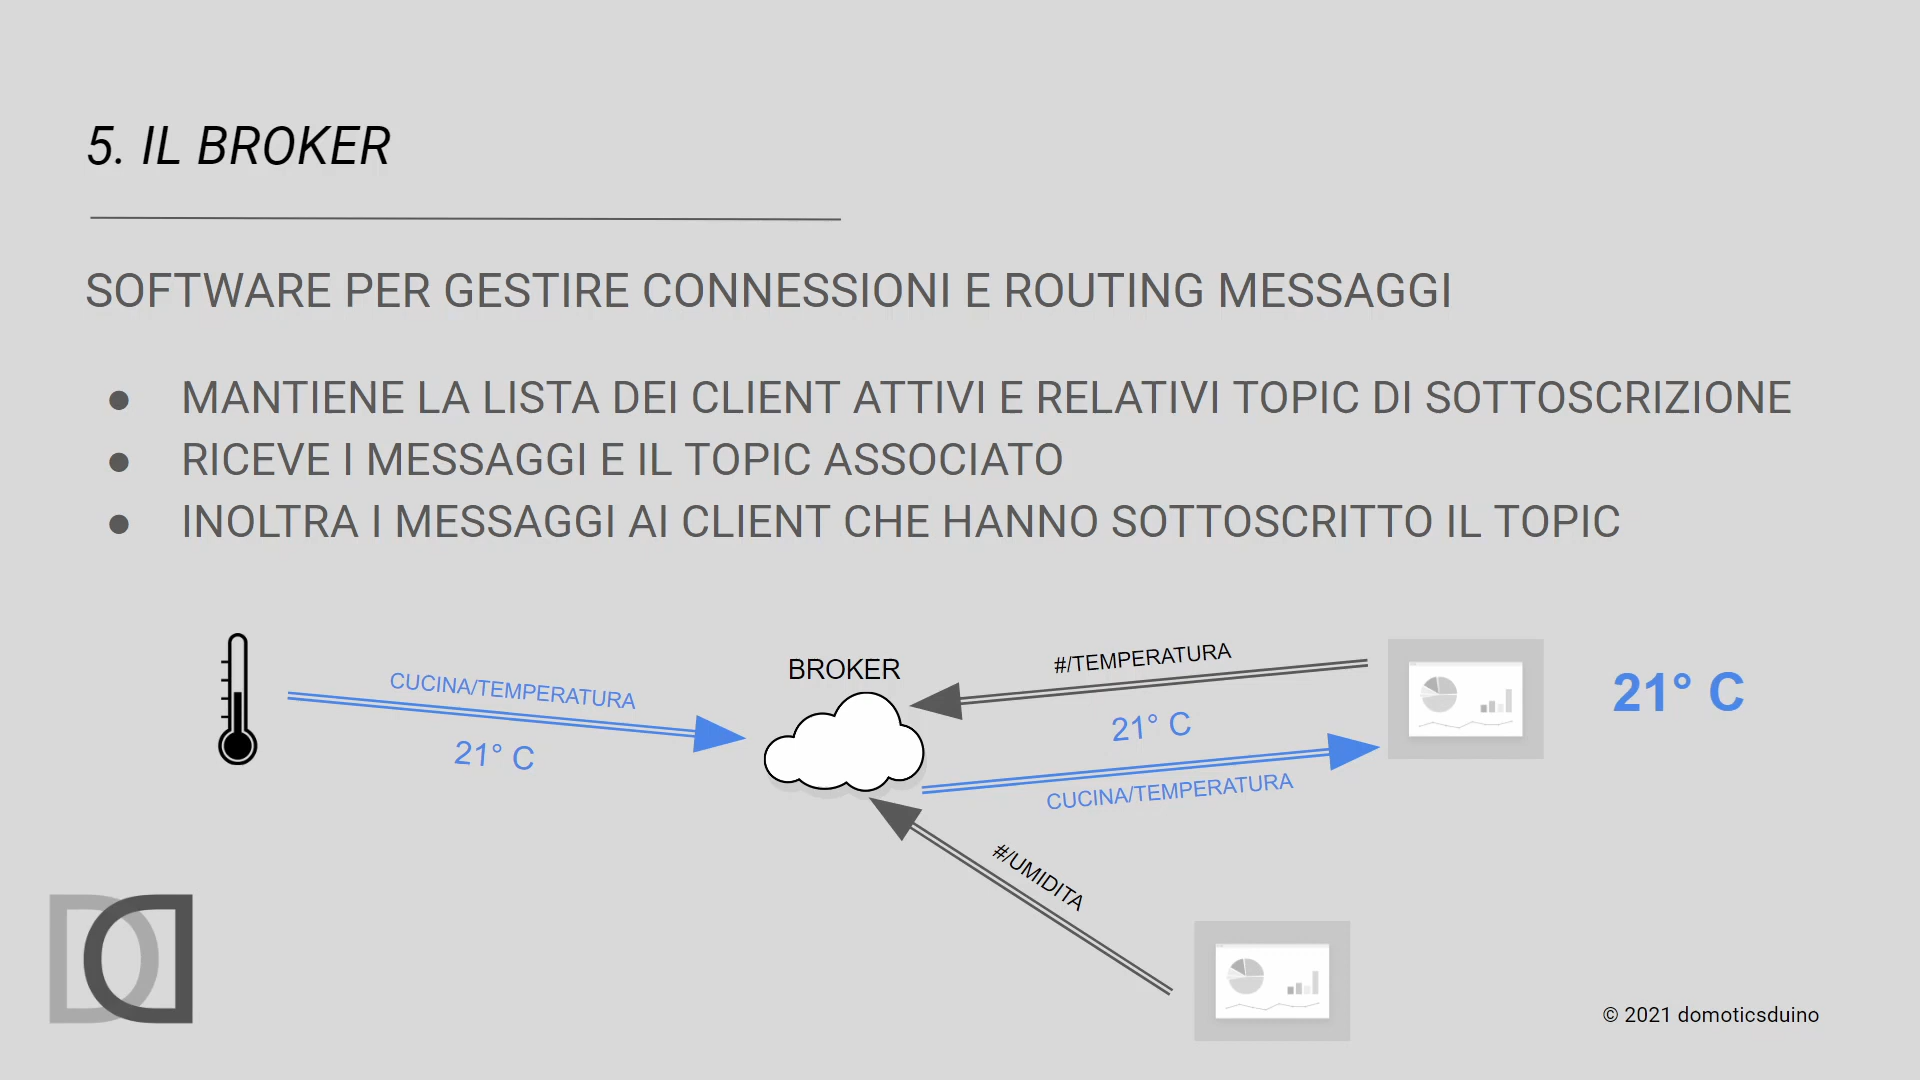 5. IL BROKER
SOFTWARE PER GESTIRE CONNESSIONI E ROUTING MESSAGGI
● MANTIENE LA LISTA DEI CLIENT ATTIVI E RELATIVI TOPIC DI SOTTOSCRIZIONE
● RICEVE I MESSAGGI E IL TOPIC ASSOCIATO
● INOLTRA I MESSAGGI AI CLIENT CHE HANNO SOTTOSCRITTO IL TOPIC
CUCINA/TEMPERATURA
21° C
BROKER
#/TEMPERATURA
21° C
CUCINA/TEMPERATURA
21° C
#/UMIDITA
© 2021 domoticsduino